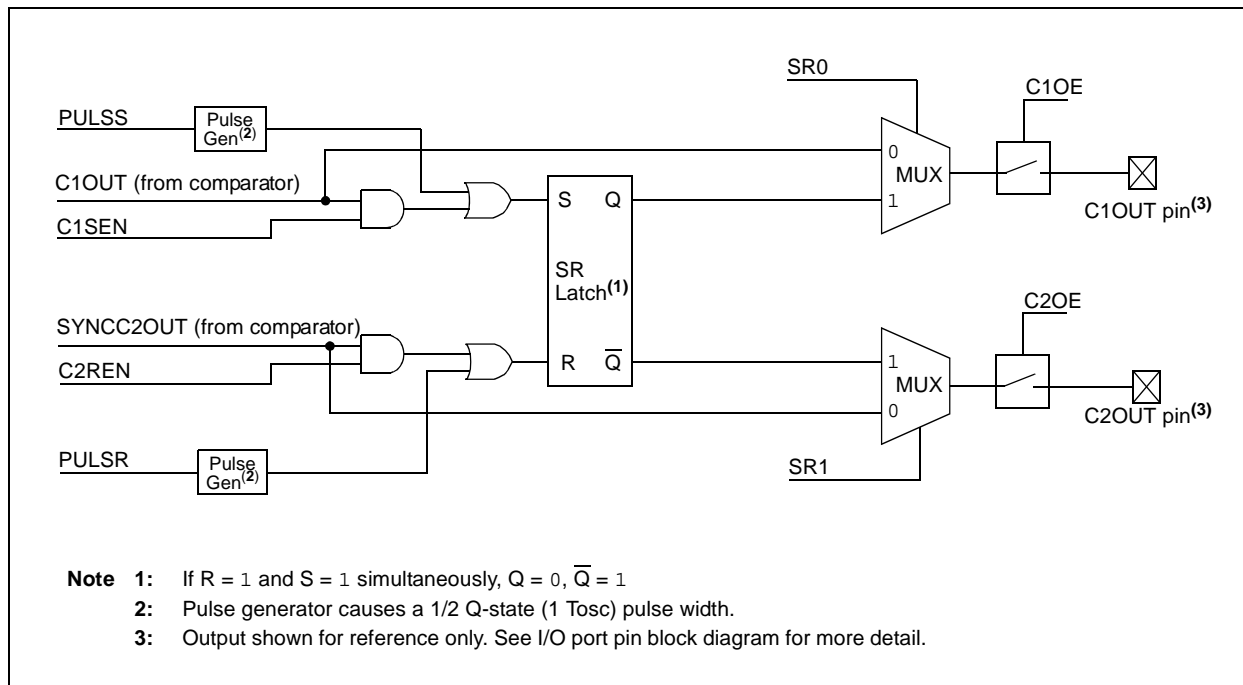 SR0
C1OE
PULSS
Pulse
Gen(2)
0
MUX
C1OUT (from comparator)
S Q
1
C1OUT pin(3)
C1SEN
SR
Latch(1)
C2OE
SYNCC2OUT (from comparator)
R Q̅
1
C2REN
MUX
0
C2OUT pin(3)
PULSR
Pulse
Gen(2)
SR1
Note 1: If R = 1 and S = 1 simultaneously, Q = 0, Q̅ = 1
2: Pulse generator causes a 1/2 Q-state (1 Tosc) pulse width.
3: Output shown for reference only. See I/O port pin block diagram for more detail.